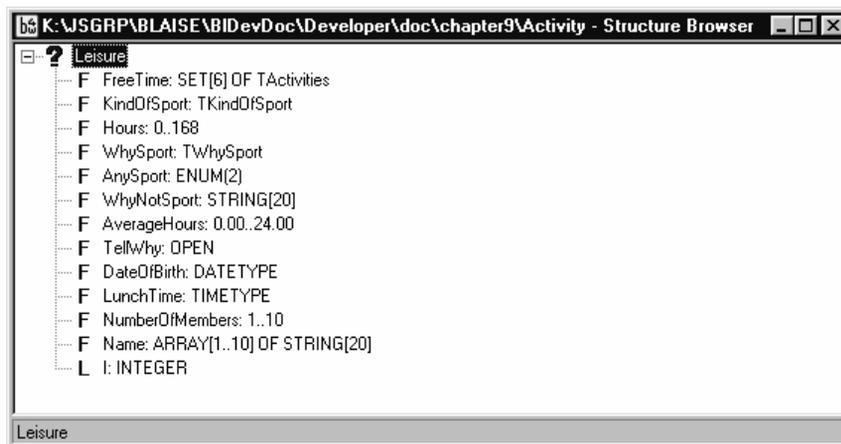 K:\JSGRP\BLAISE\BIDevDoc\Developer\doc\chapter9\Activity - Structure Browser
? Leisure
F FreeTime: SET[6] OF TActivities
F KindOfSport: TKindOfSport
F Hours: 0..168
F WhySport: TWhySport
F AnySport: ENUM(2)
F WhyNotSport: STRING[20]
F AverageHours: 0.00..24.00
F TellWhy: OPEN
F DateOfBirth: DATETYPE
F LunchTime: TIMETYPE
F NumberOfMembers: 1..10
F Name: ARRAY[1..10] OF STRING[20]
L I: INTEGER
Leisure